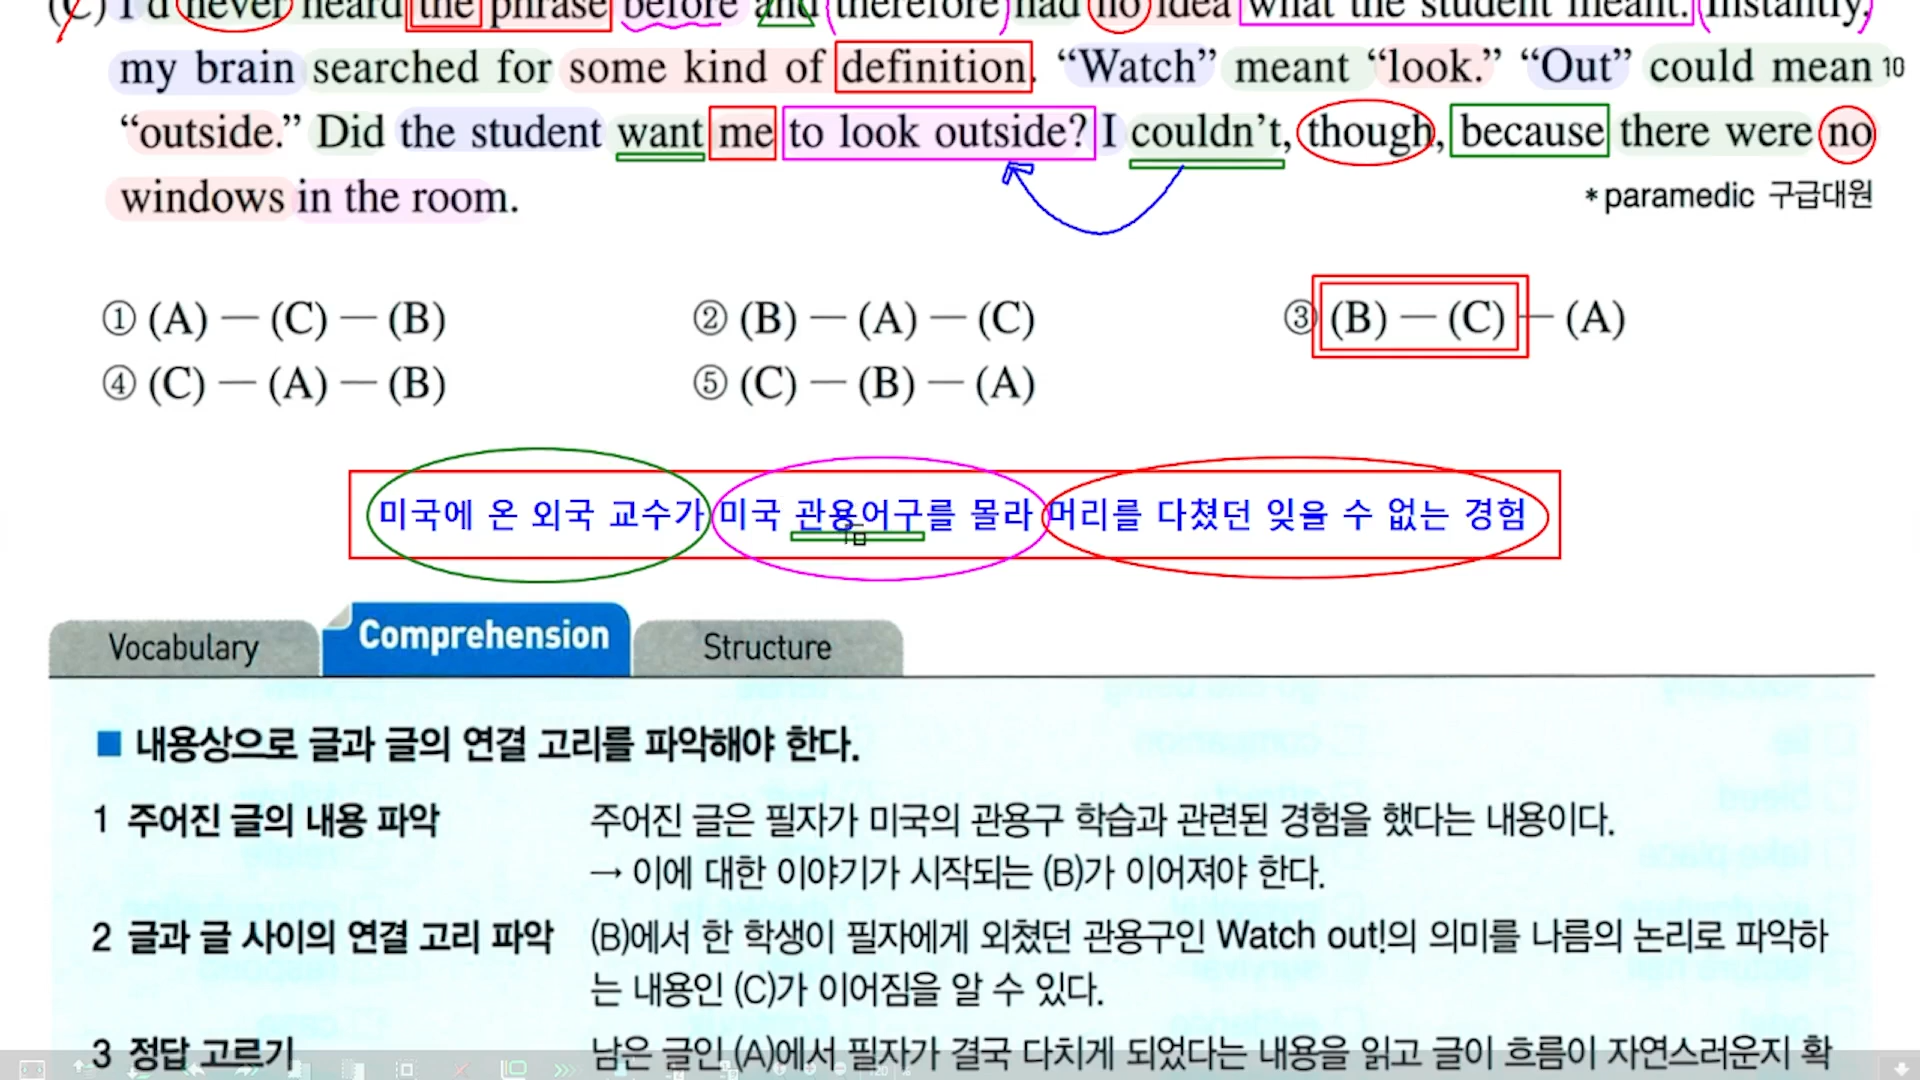 (C) I'd never heard the phrase before and therefore had no idea what the student meant. Instantly,
my brain searched for some kind of definition. “Watch” meant “look.” “Out” could mean 10
“outside.” Did the student want me to look outside? I couldn't, though, because there were no
windows in the room.
*paramedic 구급대원
① (A) — (C) — (B) ② (B) — (A) — (C) ③ (B) — (C) — (A)
④ (C) — (A) — (B) ⑤ (C) — (B) — (A)
미국에 온 외국 교수가 미국 관용어구를 몰라 머리를 다쳤던 잊을 수 없는 경험
Vocabulary Comprehension Structure
■ 내용상으로 글과 글의 연결 고리를 파악해야 한다.
1 주어진 글의 내용 파악 주어진 글은 필자가 미국의 관용구 학습과 관련된 경험을 했다는 내용이다.
→ 이에 대한 이야기가 시작되는 (B)가 이어져야 한다.
2 글과 글 사이의 연결 고리 파악 (B)에서 한 학생이 필자에게 외쳤던 관용구인 Watch out!의 의미를 나름의 논리로 파악하
는 내용인 (C)가 이어짐을 알 수 있다.
3 정답 고르기 남은 글인 (A)에서 필자가 결국 다치게 되었다는 내용을 읽고 글이 흐름이 자연스러운지 확